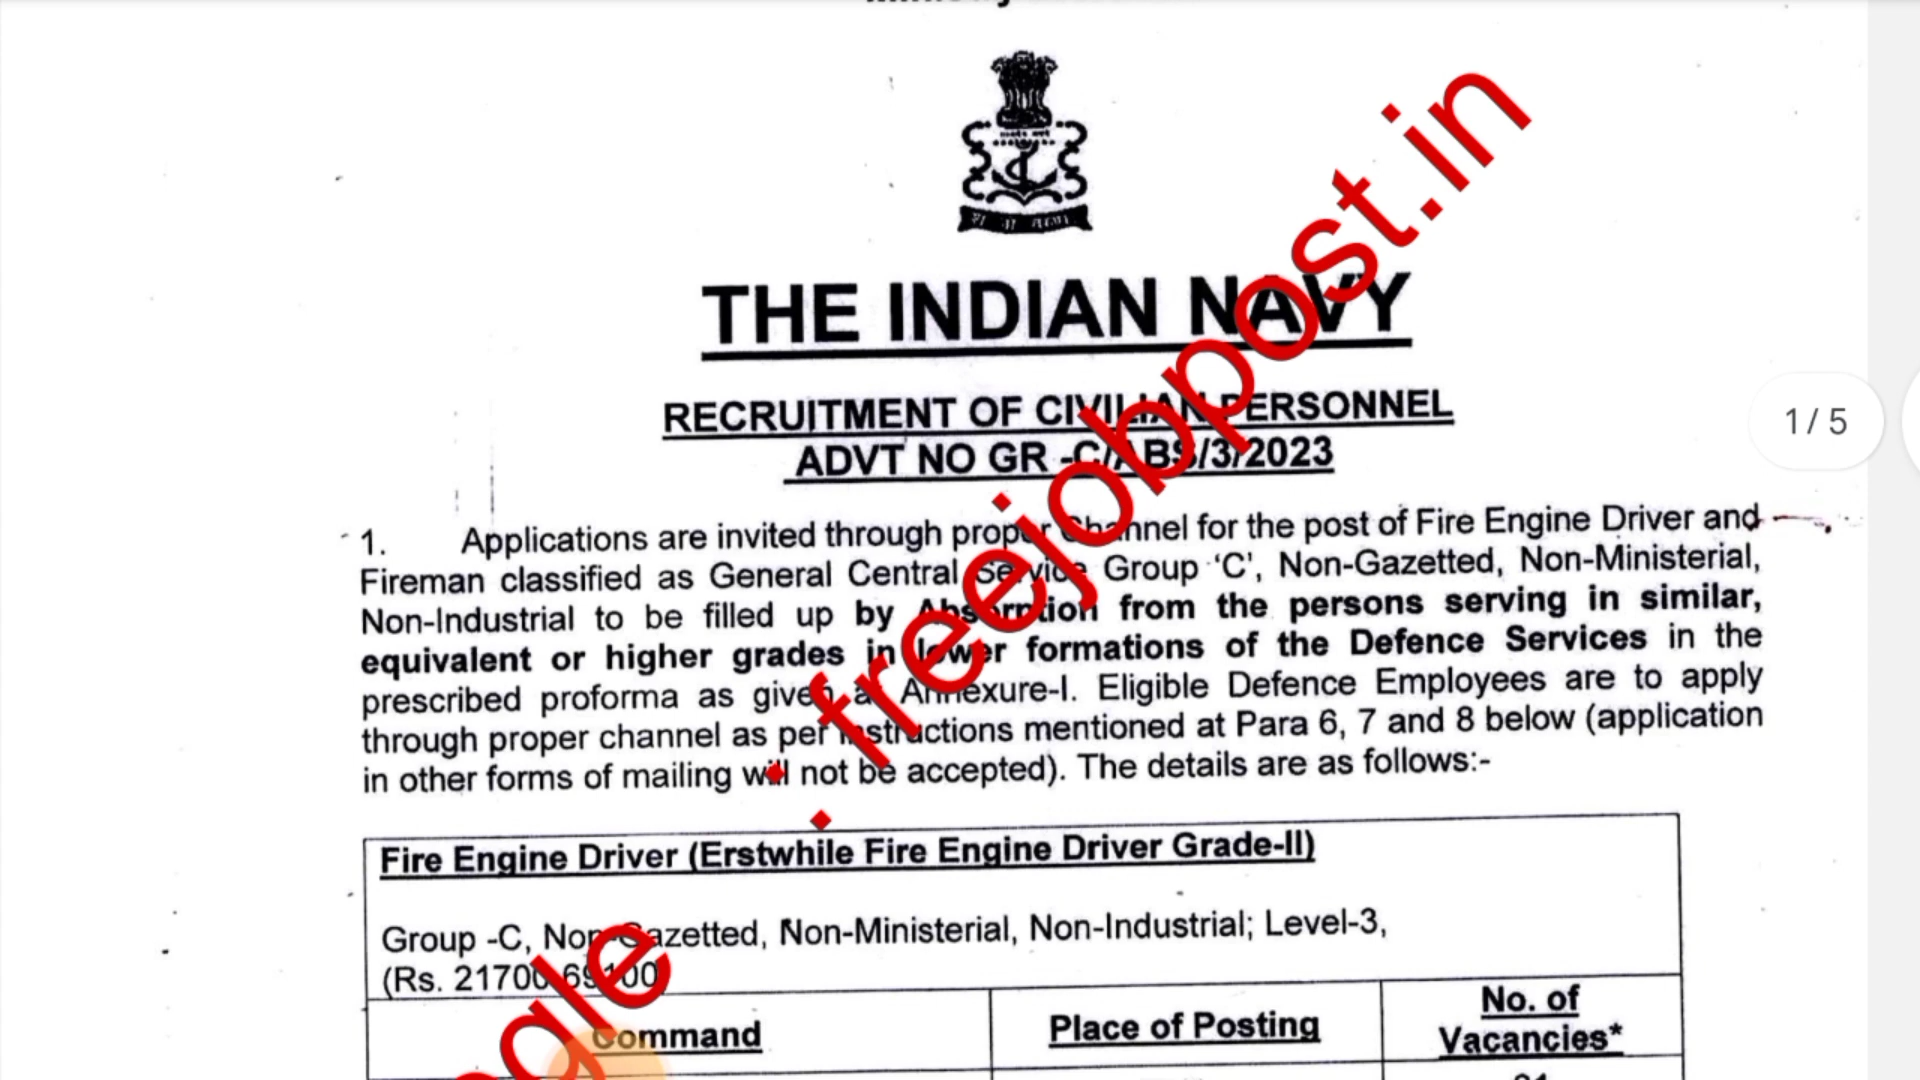 THE INDIAN NAVY
RECRUITMENT OF CIVILIAN PERSONNEL
ADVT NO GR -C/ABS/3/2023
1. Applications are invited through proper Channel for the post of Fire Engine Driver and
Fireman classified as General Central Service Group ‘C’, Non-Gazetted, Non-Ministerial,
Non-Industrial to be filled up by Absorption from the persons serving in similar,
equivalent or higher grades in lower formations of the Defence Services in the
prescribed proforma as given at Annexure-I. Eligible Defence Employees are to apply
through proper channel as per instructions mentioned at Para 6, 7 and 8 below (application
in other forms of mailing will not be accepted). The details are as follows:-
Fire Engine Driver (Erstwhile Fire Engine Driver Grade-II)
Group -C, Non-Gazetted, Non-Ministerial, Non-Industrial; Level-3,
(Rs. 21700-69100)
Command
Place of Posting
No. of
Vacancies*
1 / 5
freejobpost.in